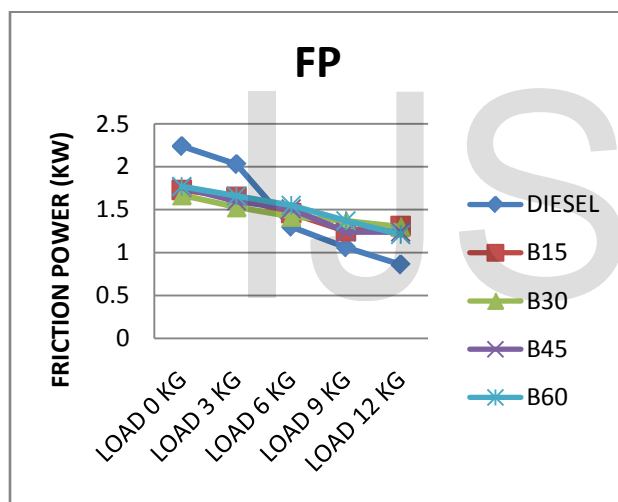 FP
FRICTION POWER (KW)
2.5
2
1.5
1
0.5
0
LOAD 0 KG
LOAD 3 KG
LOAD 6 KG
LOAD 9 KG
LOAD 12 KG
DIESEL
B15
B30
B45
B60
IJS